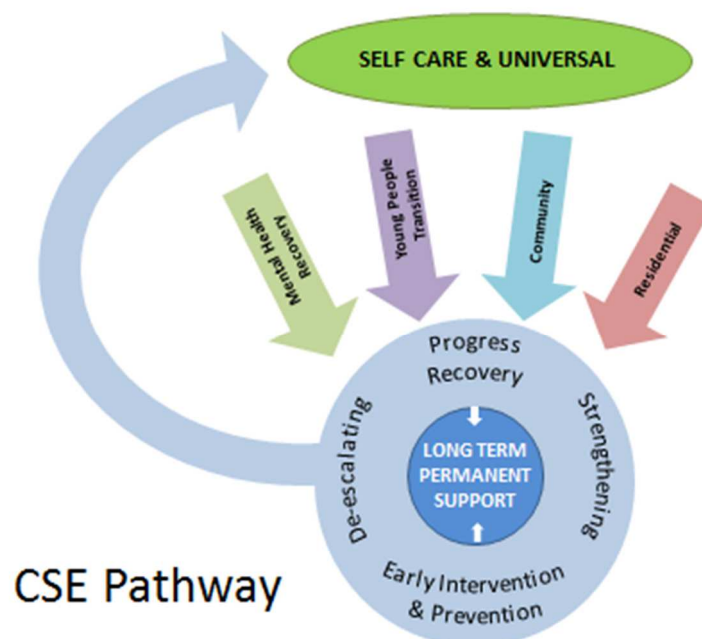 SELF CARE & UNIVERSAL
Mental Health
Recovery
Young People
Transition
Community
Residential
Progress
Recovery
De-escalating
Strengthening
LONG TERM
PERMANENT
SUPPORT
Early Intervention
& Prevention
CSE Pathway